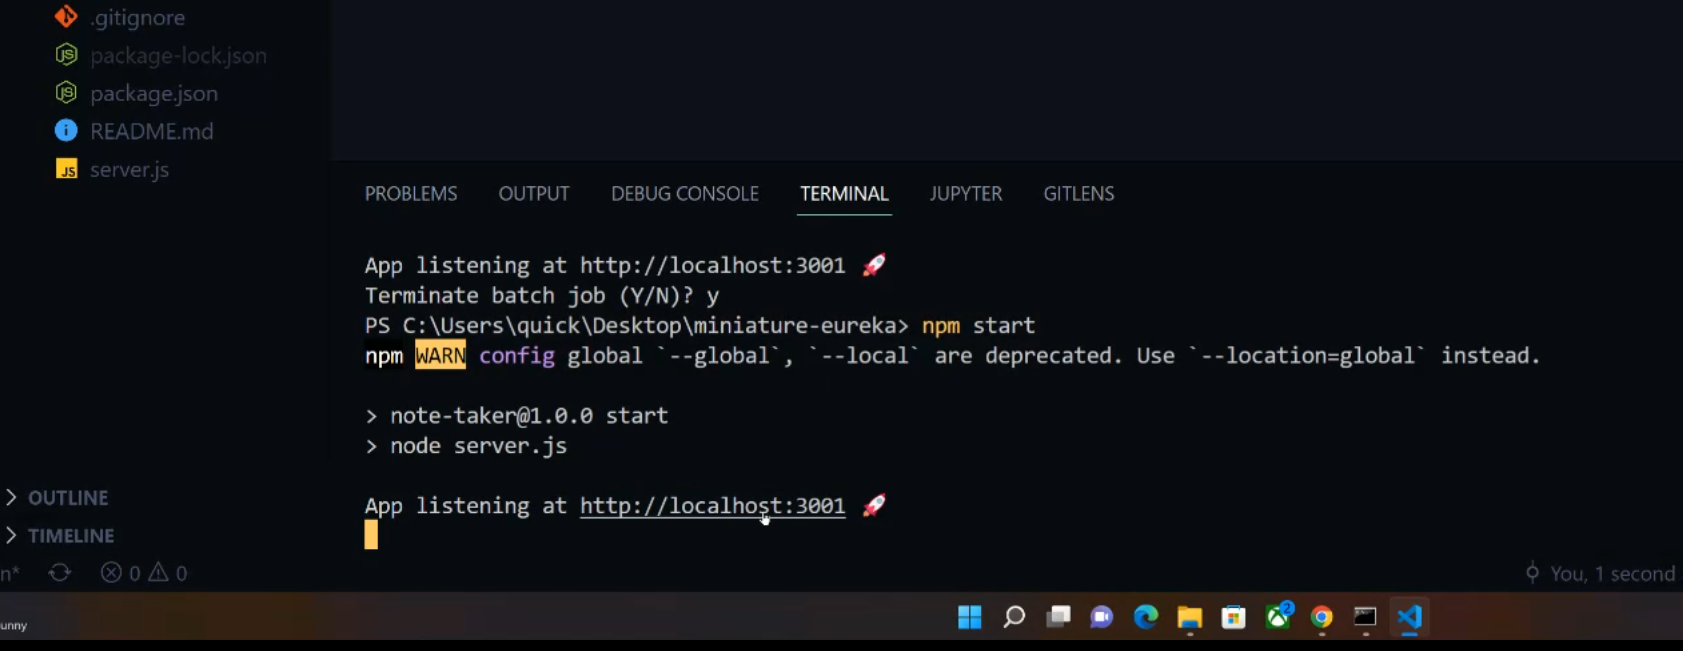 .gitignore
package-lock.json
package.json
README.md
server.js
PROBLEMS OUTPUT DEBUG CONSOLE TERMINAL JUPYTER GITLENS
App listening at http://localhost:3001 🚀
Terminate batch job (Y/N)? y
PS C:\Users\quick\Desktop\miniature-eureka> npm start
npm WARN config global `--global`, `--local` are deprecated. Use `--location=global` instead.
> note-taker@1.0.0 start
> node server.js
App listening at http://localhost:3001 🚀
OUTLINE
TIMELINE
n* 0 0
You, 1 second
unny
2